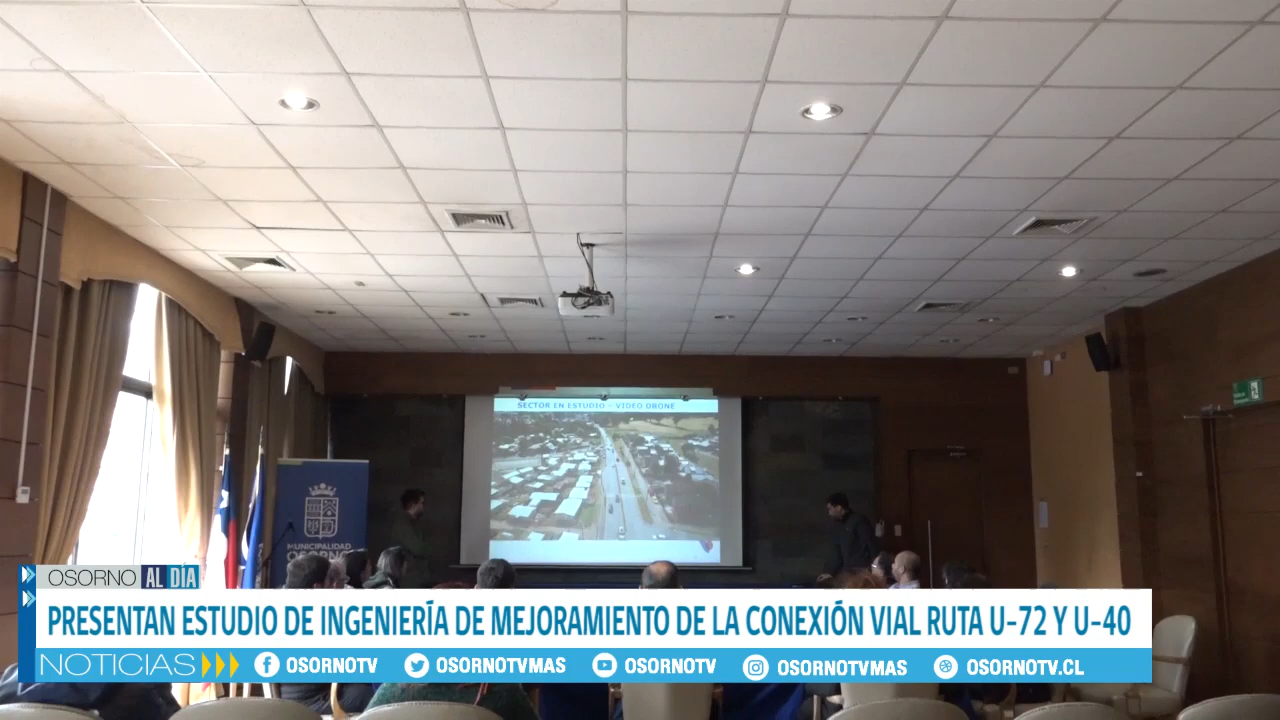 SECTOR EN ESTUDIO - VIDEO DRONE
MUNICIPALIDAD
OSORNO
OSORNO AL DÍA
PRESENTAN ESTUDIO DE INGENIERÍA DE MEJORAMIENTO DE LA CONEXIÓN VIAL RUTA U-72 Y U-40
NOTICIAS OSORNOTV OSORNOTVMAS OSORNOTV OSORNOTVMAS OSORNOTV.CL